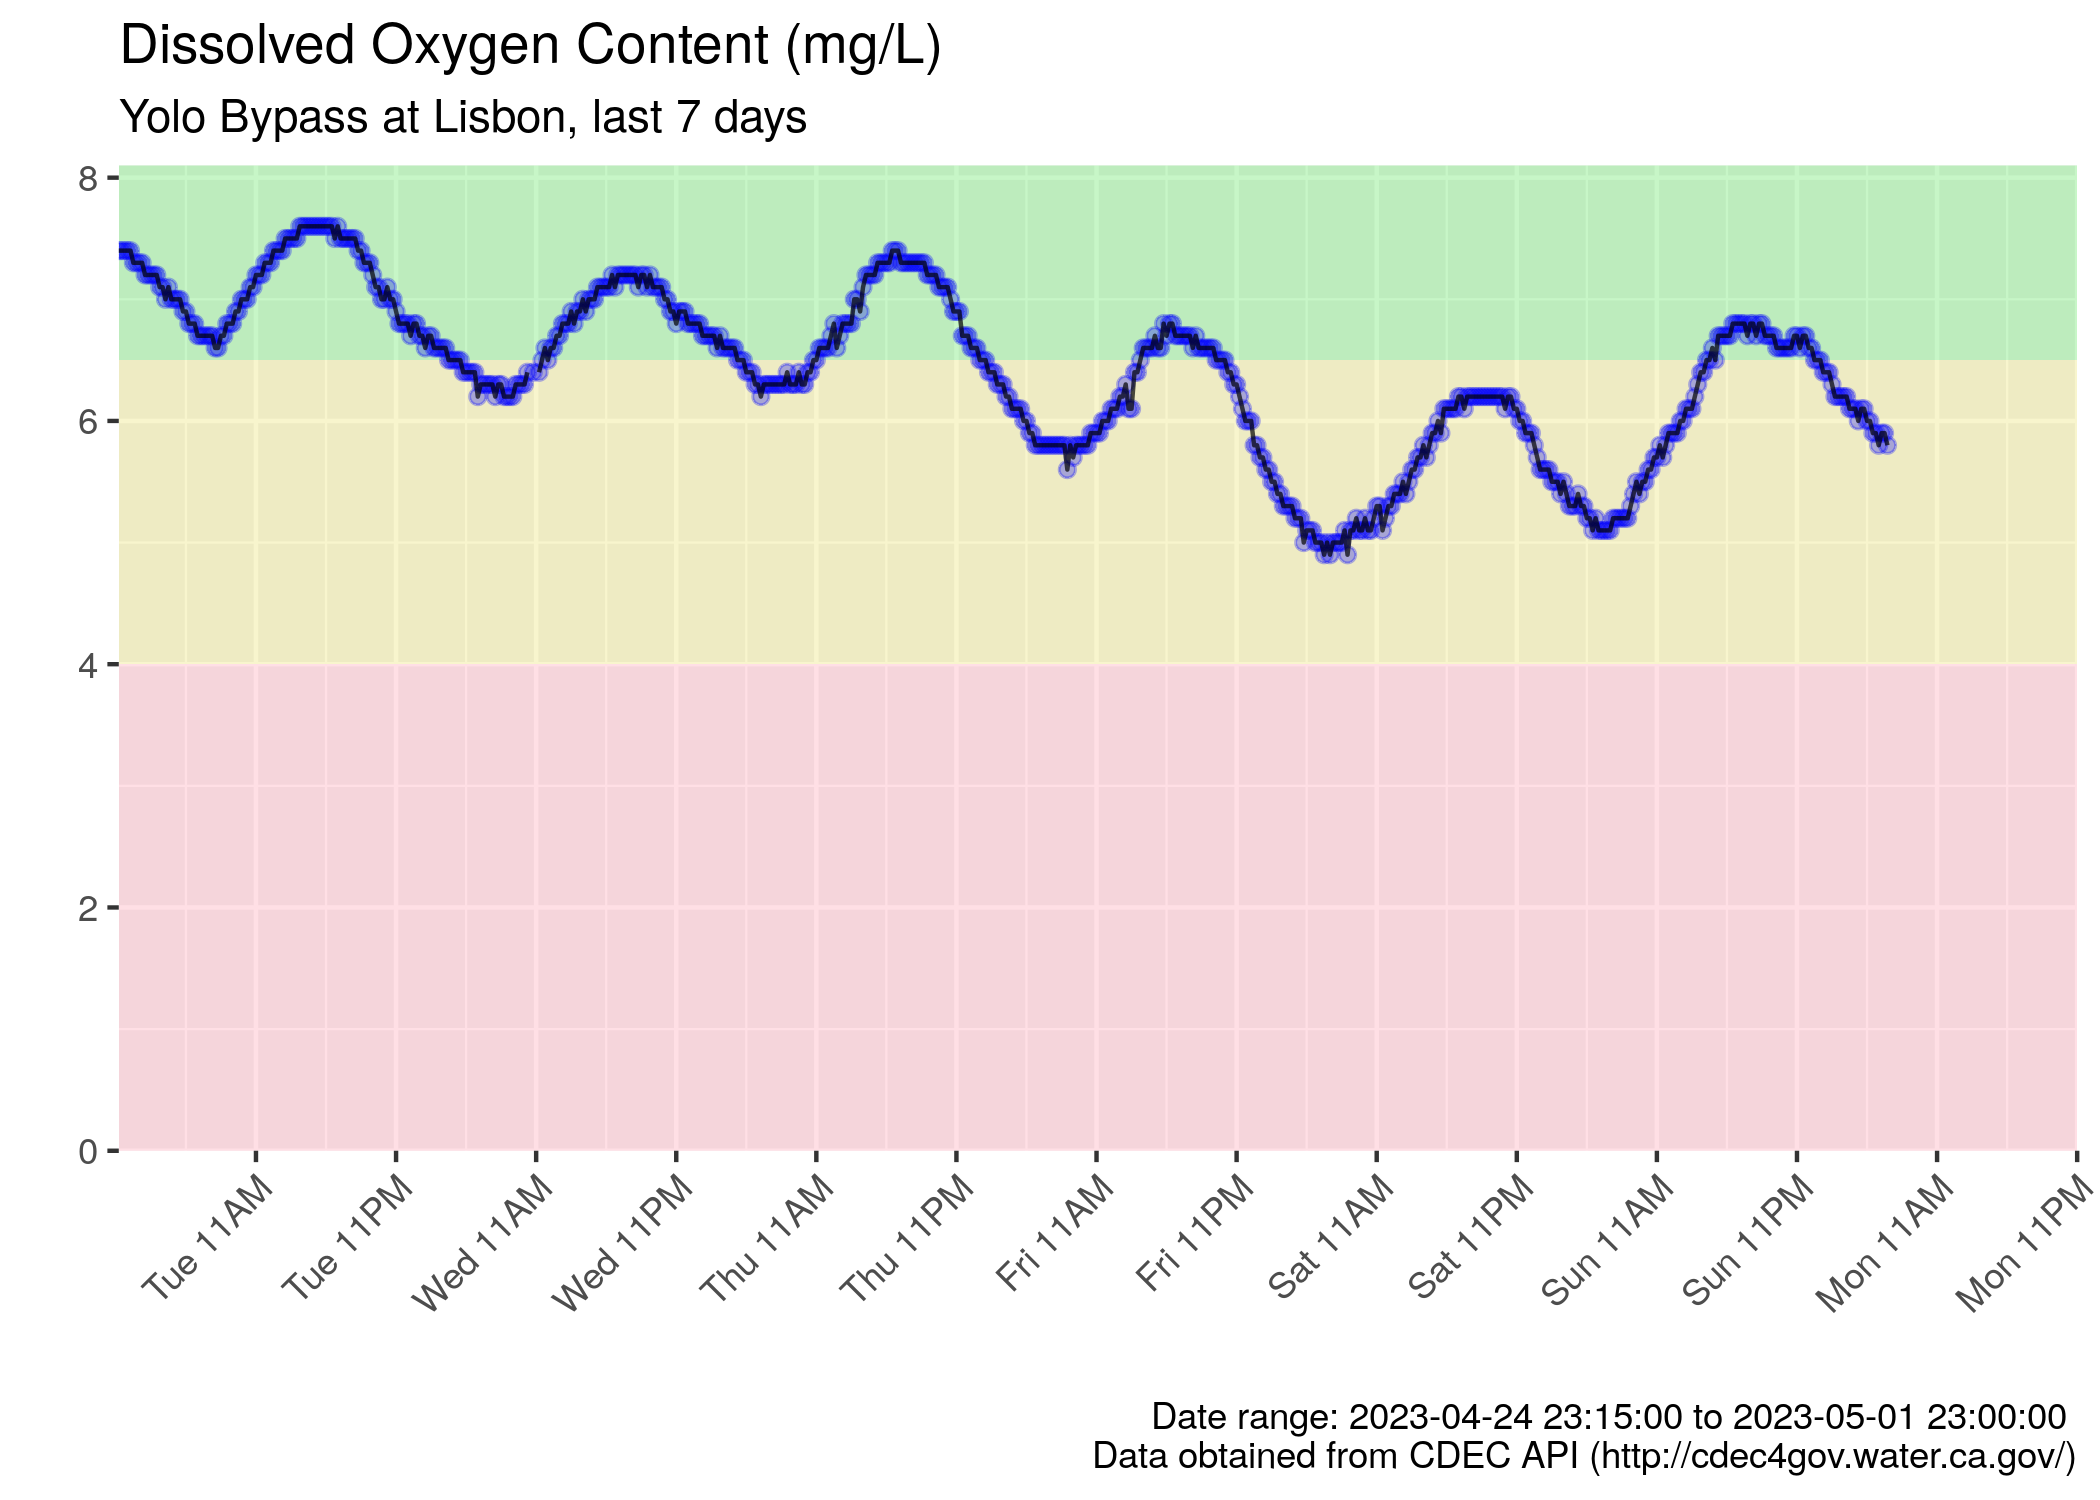 Dissolved Oxygen Content (mg/L)
Yolo Bypass at Lisbon, last 7 days
8
6
4
2
0
Tue 11AM
Tue 11PM
Wed 11AM
Wed 11PM
Thu 11AM
Thu 11PM
Fri 11AM
Fri 11PM
Sat 11AM
Sat 11PM
Sun 11AM
Sun 11PM
Mon 11AM
Mon 11PM
Date range: 2023-04-24 23:15:00 to 2023-05-01 23:00:00
Data obtained from CDEC API (http://cdec4gov.water.ca.gov/)